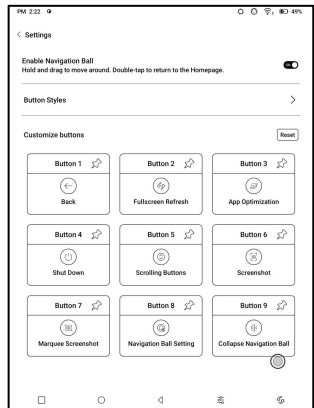 PM 2:22 49%
Settings
Enable Navigation Ball
Hold and drag to move around. Double-tap to return to the Homepage.
ON
Button Styles
Customize buttons Reset
Button 1 Button 2 Button 3
Back Fullscreen Refresh App Optimization
Button 4 Button 5 Button 6
Shut Down Scrolling Buttons Screenshot
Button 7 Button 8 Button 9
Marquee Screenshot Navigation Ball Setting Collapse Navigation Ball